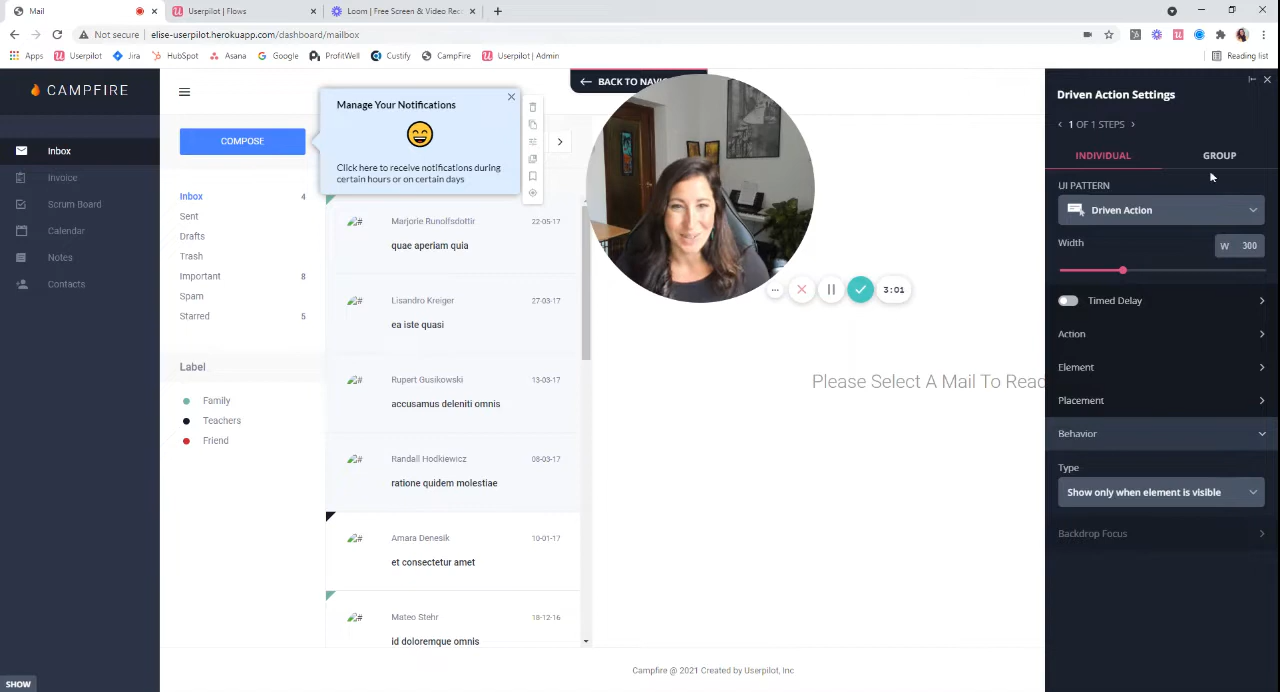 Mail
Userpilot | Flows
Loom | Free Screen & Video Rec
Not secure
elise-userpilot.herokuapp.com/dashboard/mailbox
Apps
Userpilot
Jira
HubSpot
Asana
Google
ProfitWell
Custify
CampFire
Userpilot | Admin
Reading list
CAMPFIRE
Inbox
Invoice
Scrum Board
Calendar
Notes
Contacts
SHOW
COMPOSE
Inbox 4
Sent
Drafts
Trash
Important 8
Spam
Starred 5
Label
Family
Teachers
Friend
Manage Your Notifications
Click here to receive notifications during
certain hours or on certain days
BACK TO NAVIG
Marjorie Runolfsdottir 22-05-17
quae aperiam quia
Lisandro Kreiger 27-03-17
ea iste quasi
Rupert Gusikowski 13-03-17
accusamus deleniti omnis
Randall Hodkiewicz 08-03-17
ratione quidem molestiae
Amara Denesik 10-01-17
et consectetur amet
Mateo Stehr 18-12-16
id doloremque omnis
3:01
Please Select A Mail To Read
Campfire @ 2021 Created by Userpilot, Inc
Driven Action Settings
1 OF 1 STEPS
INDIVIDUAL
GROUP
UI PATTERN
Driven Action
Width
W 300
Timed Delay
Action
Element
Placement
Behavior
Type
Show only when element is visible
Backdrop Focus